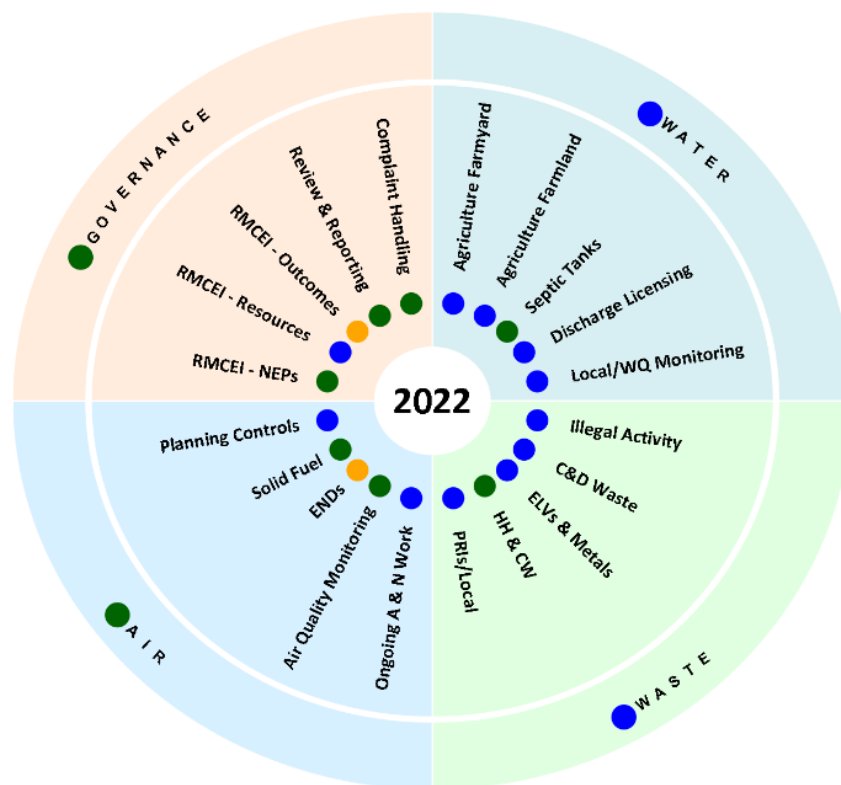 GOVERNANCE
Complaint Handling
Review & Reporting
RMCEI - Outcomes
RMCEI - Resources
RMCEI - NEPs
WATER
Agriculture Farmyard
Agriculture Farmland
Septic Tanks
Discharge Licensing
Local/WQ Monitoring
2022
Planning Controls
Solid Fuel
ENDs
Air Quality Monitoring
Ongoing A & N Work
AIR
Illegal Activity
C&D Waste
ELVs & Metals
HH & CW
PRIs/Local
WASTE